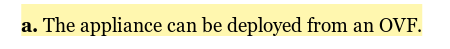 a. The appliance can be deployed from an OVF.